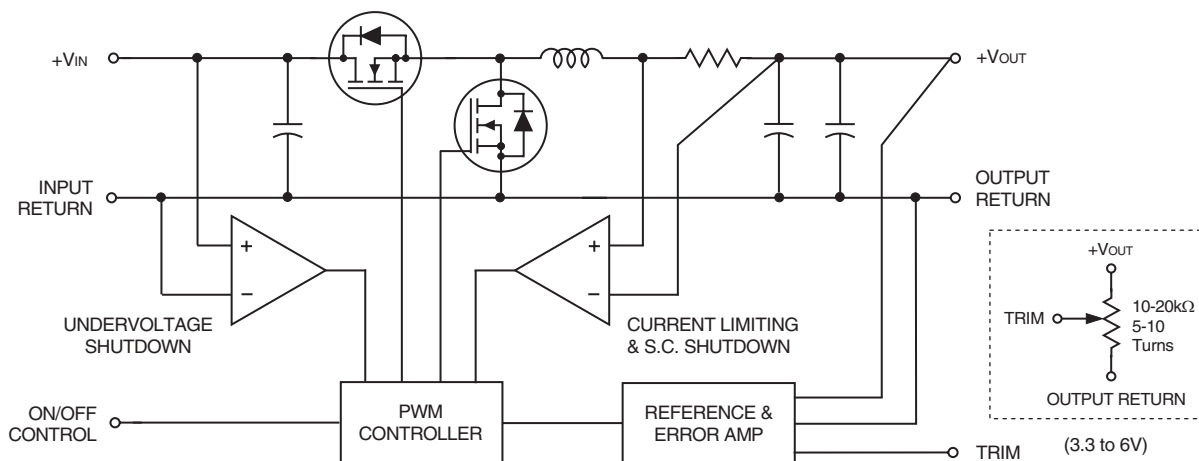 +VIN
+VOUT
INPUT
RETURN
OUTPUT
RETURN
+
−
+
−
UNDERVOLTAGE
SHUTDOWN
CURRENT LIMITING
& S.C. SHUTDOWN
+VOUT
TRIM
10-20kΩ
5-10
Turns
OUTPUT RETURN
ON/OFF
CONTROL
PWM
CONTROLLER
REFERENCE &
ERROR AMP
TRIM
(3.3 to 6V)